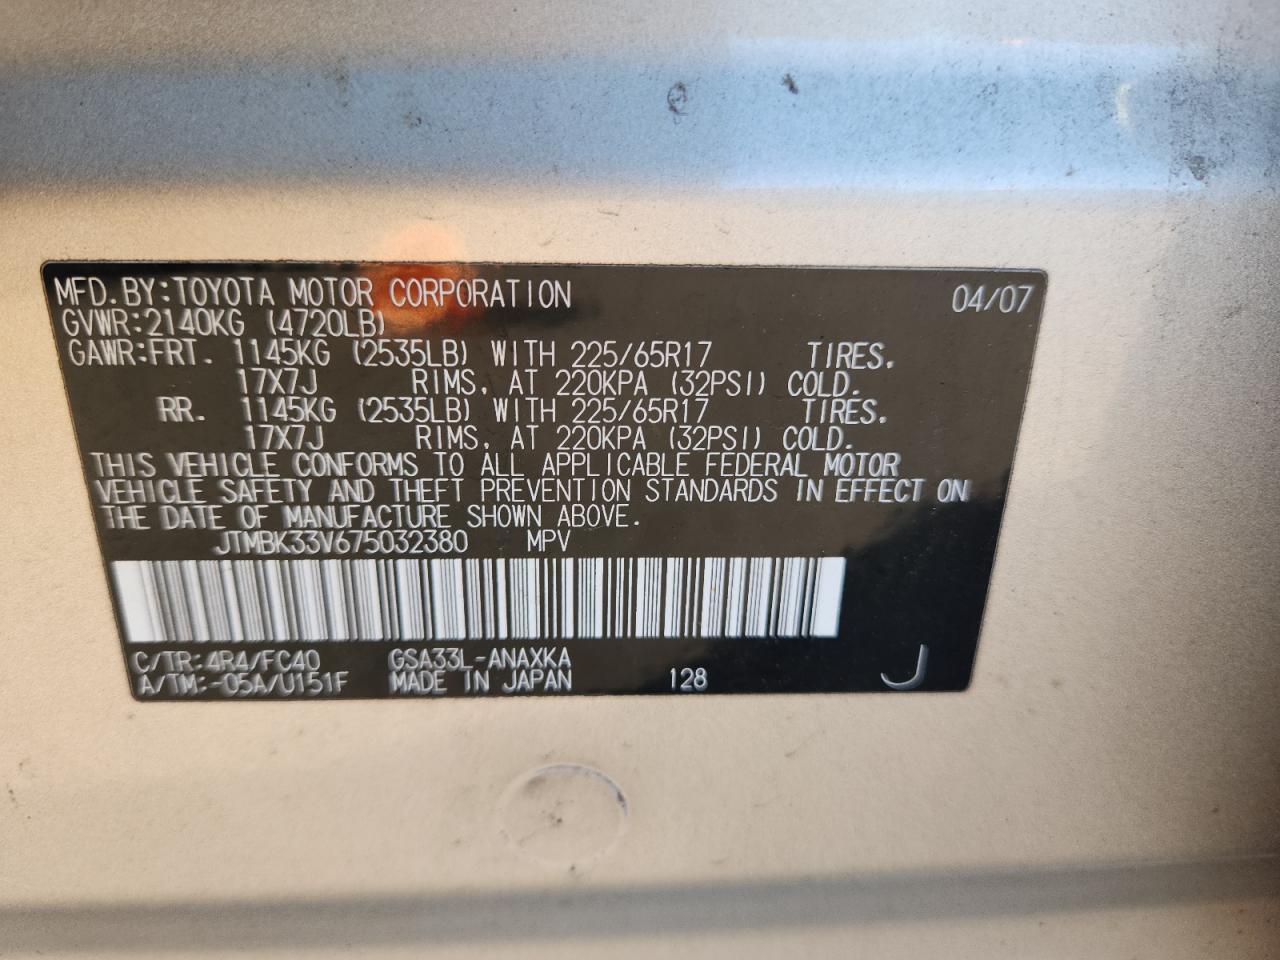 MFD.BY:TOYOTA MOTOR CORPORATION 04/07
GVWR:2140KG (4720LB)
GAWR:FRT. 1145KG (2535LB) WITH 225/65R17 TIRES.
17X7J RIMS, AT 220KPA (32PSI) COLD.
RR. 1145KG (2535LB) WITH 225/65R17 TIRES.
17X7J RIMS, AT 220KPA (32PSI) COLD.
THIS VEHICLE CONFORMS TO ALL APPLICABLE FEDERAL MOTOR
VEHICLE SAFETY AND THEFT PREVENTION STANDARDS IN EFFECT ON
THE DATE OF MANUFACTURE SHOWN ABOVE.
JTMBK33V675032380 MPV
C/TR:4R4/FC40 GSA33L-ANAXKA
A/TM:-05A/U151F MADE IN JAPAN 128 J